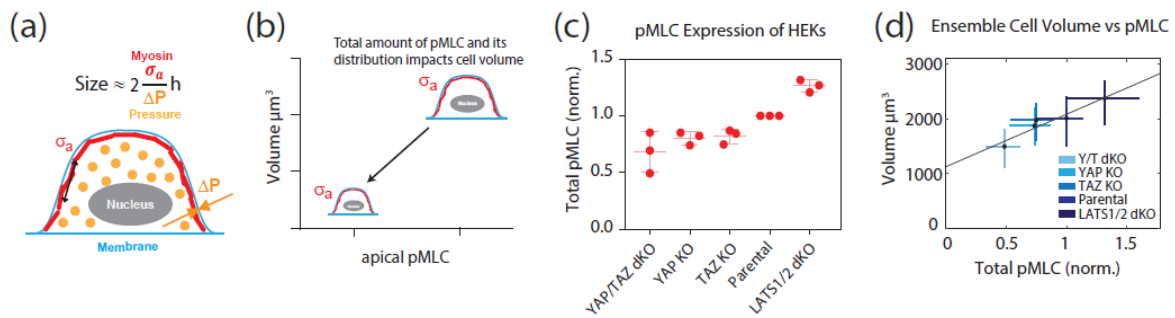 (a)
Myosin
Size ≈ 2 σa/ΔP h
Pressure
σa
ΔP
Nucleus
Membrane
(b)
Total amount of pMLC and its
distribution impacts cell volume
σa
Nucleus
σa
Volume μm³
apical pMLC
(c)
pMLC Expression of HEKs
Total pMLC (norm.)
1.5
1.0
0.5
0.0
YAP/TAZ dKO
YAP KO
TAZ KO
Parental
LATS1/2 dKO
(d)
Ensemble Cell Volume vs pMLC
Volume μm³
3000
2000
1000
0
Y/T dKO
YAP KO
TAZ KO
Parental
LATS1/2 dKO
0 0.5 1 1.5
Total pMLC (norm.)